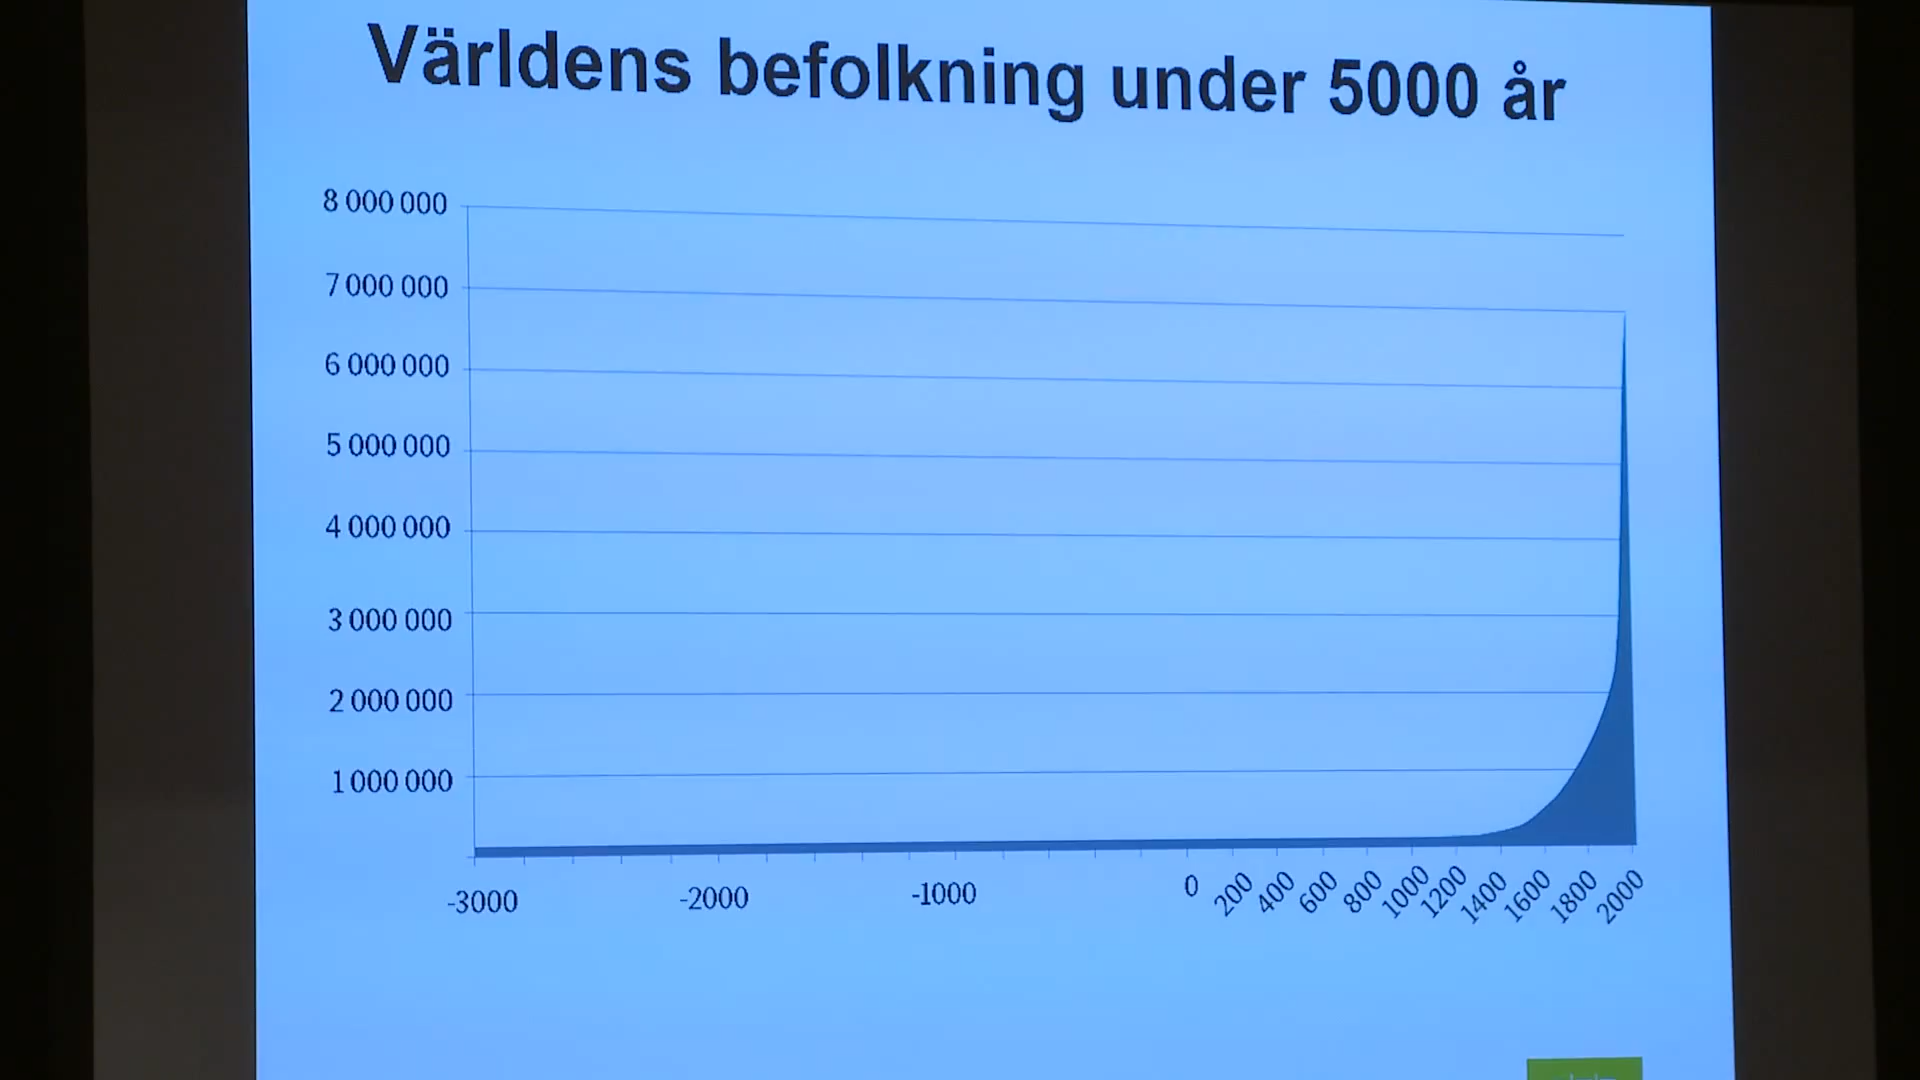 Världens befolkning under 5000 år
8 000 000
7 000 000
6 000 000
5 000 000
4 000 000
3 000 000
2 000 000
1 000 000
-3000 -2000 -1000 0 200 400 600 800 1000 1200 1400 1600 1800 2000